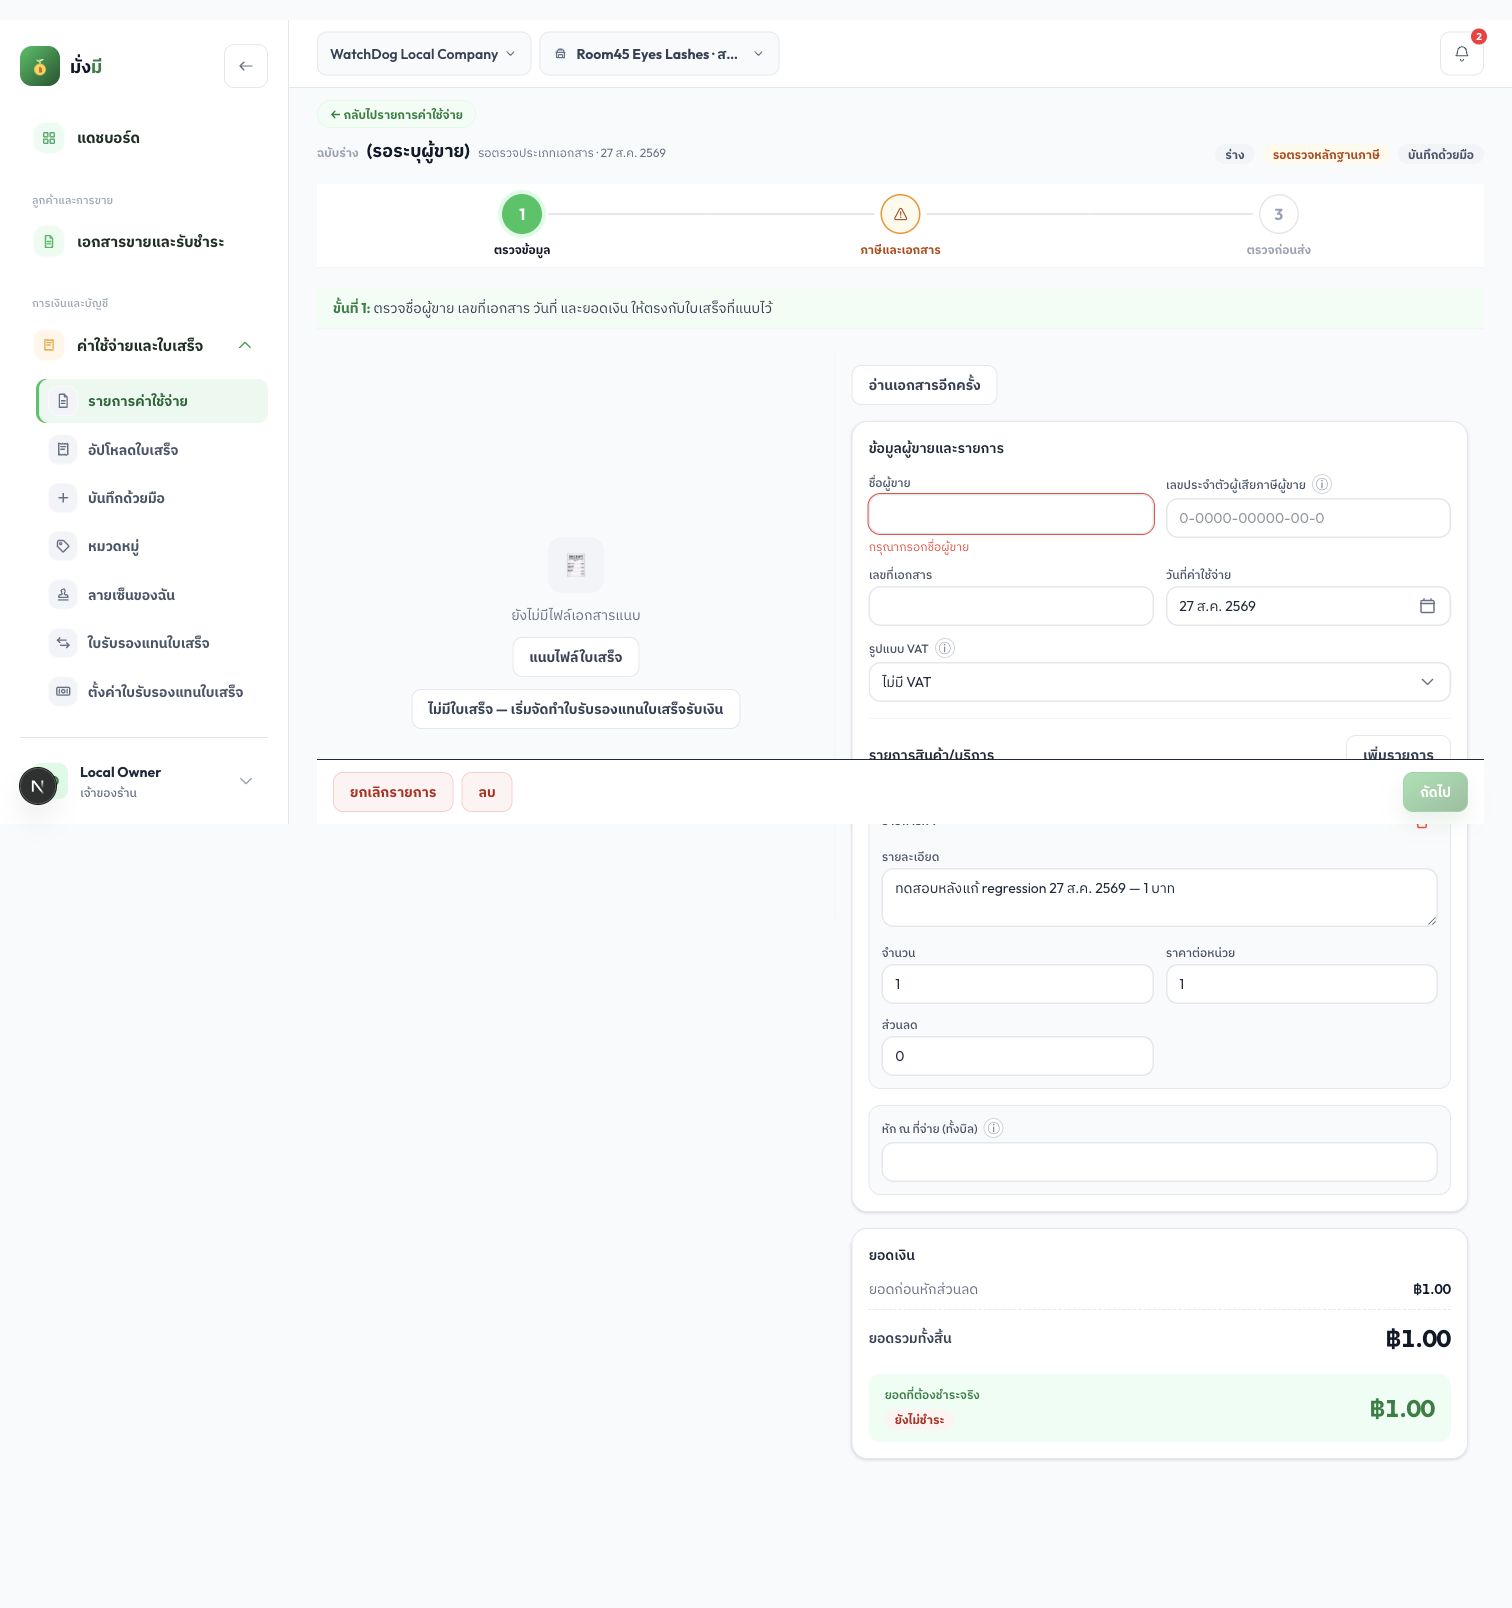 มั่งมี
WatchDog Local Company
Room45 Eyes Lashes · ส...
2
แดชบอร์ด
ลูกค้าและการขาย
เอกสารขายและรับชำระ
การเงินและบัญชี
ค่าใช้จ่ายและใบเสร็จ
รายการค่าใช้จ่าย
อัปโหลดใบเสร็จ
บันทึกด้วยมือ
หมวดหมู่
ลายเซ็นของฉัน
ใบรับรองแทนใบเสร็จ
ตั้งค่าใบรับรองแทนใบเสร็จ
N
Local Owner
เจ้าของร้าน
← กลับไปรายการค่าใช้จ่าย
ฉบับร่าง (รอระบุผู้ขาย) รอตรวจประเภทเอกสาร · 27 ส.ค. 2569
ร่าง รอตรวจหลักฐานภาษี บันทึกด้วยมือ
1 3
ตรวจข้อมูล ภาษีและเอกสาร ตรวจก่อนส่ง
ขั้นที่ 1: ตรวจชื่อผู้ขาย เลขที่เอกสาร วันที่ และยอดเงิน ให้ตรงกับใบเสร็จที่แนบไว้
ยังไม่มีไฟล์เอกสารแนบ
แนบไฟล์ใบเสร็จ
ไม่มีใบเสร็จ — เริ่มจัดทำใบรับรองแทนใบเสร็จรับเงิน
อ่านเอกสารอีกครั้ง
ข้อมูลผู้ขายและรายการ
ชื่อผู้ขาย เลขประจำตัวผู้เสียภาษีผู้ขาย
0-0000-00000-00-0
กรุณากรอกชื่อผู้ขาย
เลขที่เอกสาร วันที่ค่าใช้จ่าย
27 ส.ค. 2569
รูปแบบ VAT
ไม่มี VAT
รายการสินค้า/บริการ เพิ่มรายการ
ยกเลิกรายการ ลบ ถัดไป
รายละเอียด
ทดสอบหลังแก้ regression 27 ส.ค. 2569 — 1 บาท
จำนวน ราคาต่อหน่วย
1 1
ส่วนลด
0
หัก ณ ที่จ่าย (ทั้งบิล)
ยอดเงิน
ยอดก่อนหักส่วนลด ฿1.00
ยอดรวมทั้งสิ้น ฿1.00
ยอดที่ต้องชำระจริง
ยังไม่ชำระ
฿1.00